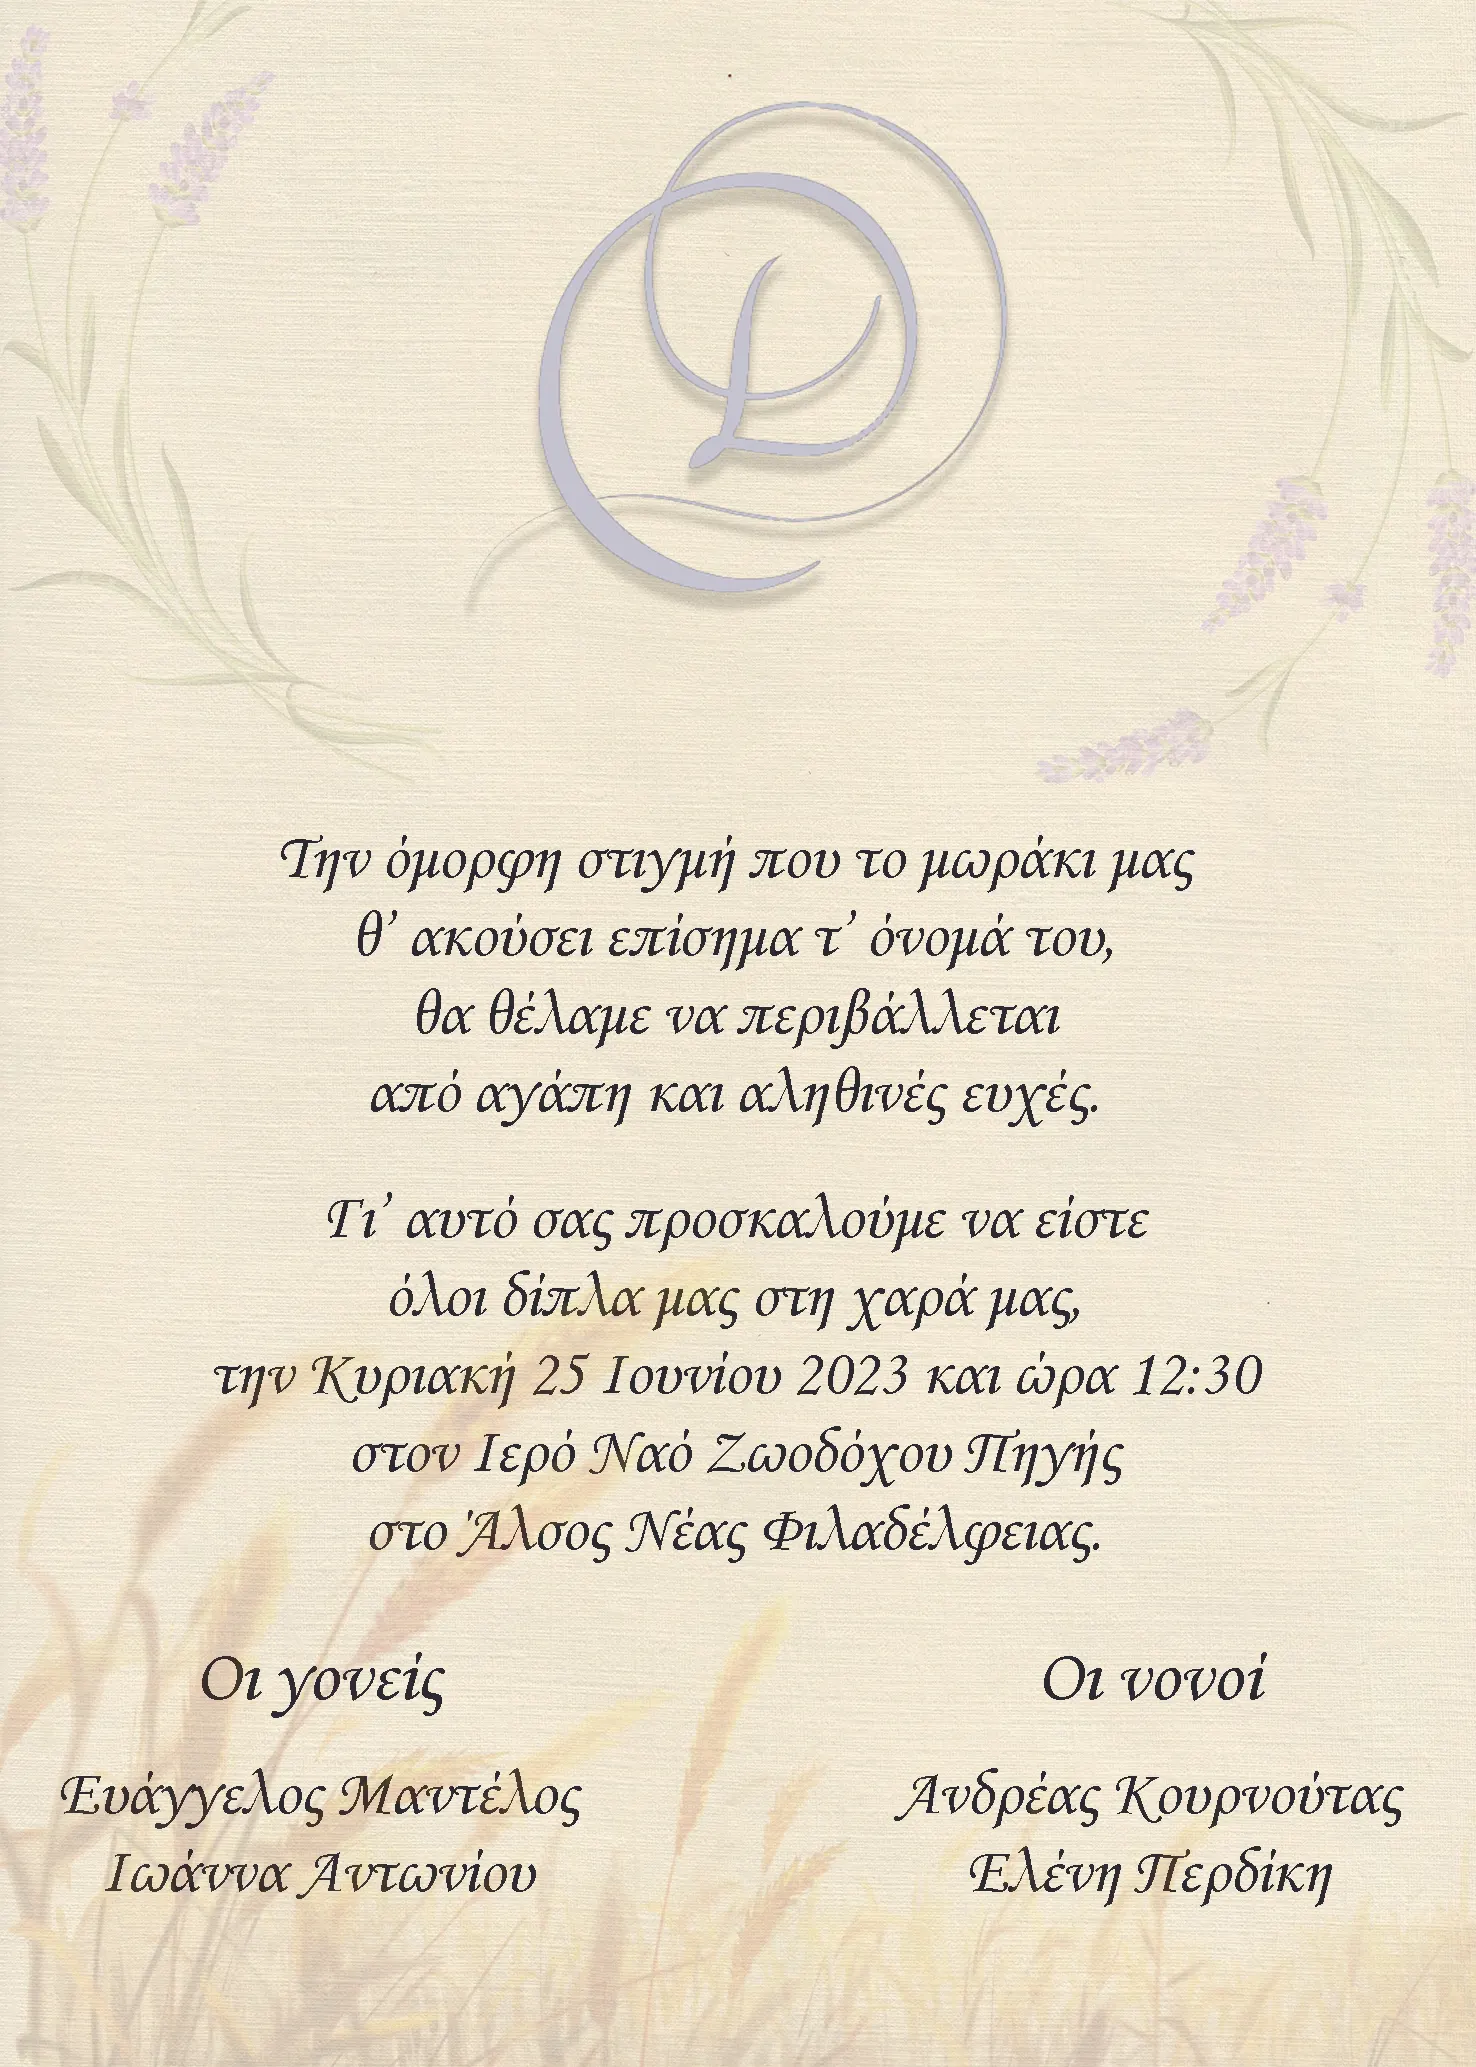 Την όμορφη στιγμή που το μωράκι μας
θ’ ακούσει επίσημα τ’ όνομά του,
θα θέλαμε να περιβάλλεται
από αγάπη και αληθινές ευχές.
Γι’ αυτό σας προσκαλούμε να είστε
όλοι δίπλα μας στη χαρά μας,
την Κυριακή 25 Ιουνίου 2023 και ώρα 12:30
στον Ιερό Ναό Ζωοδόχου Πηγής
στο Άλσος Νέας Φιλαδέλφειας.
Οι γονείς
Ευάγγελος Μαντέλος
Ιωάννα Αντωνίου
Οι νονοί
Ανδρέας Κουρνούτας
Ελένη Περδίκη